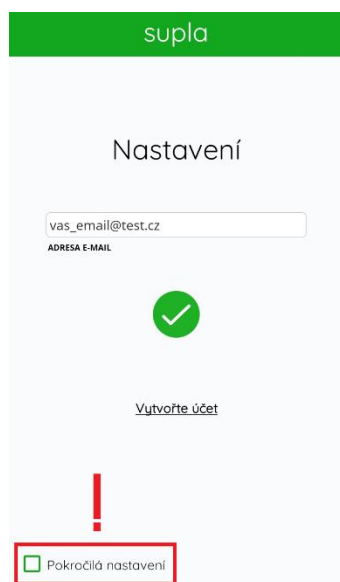 supla
Nastavení
vas_email@test.cz
ADRESA E-MAIL
Vytvořte účet
!
Pokročilá nastavení